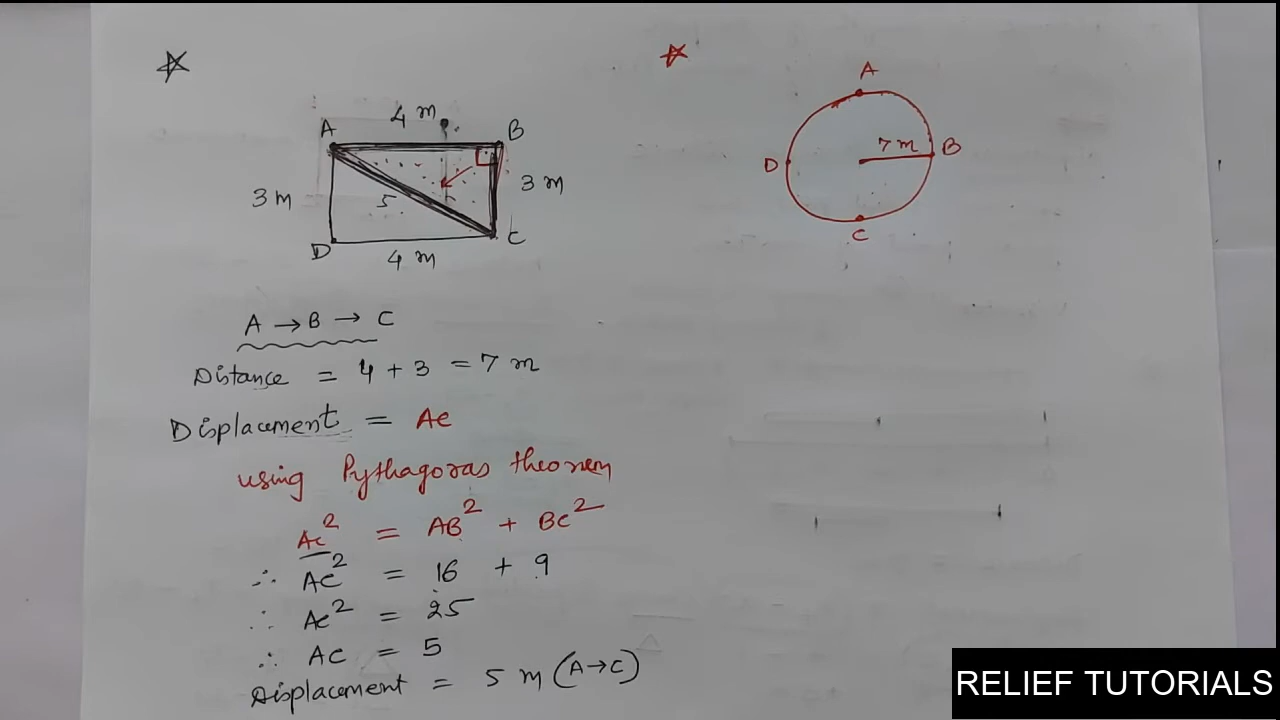 4 m
A
B
3 m
5
3 m
D
C
4 m
A → B → C
Distance = 4 + 3 = 7 m
Displacement = AC
using Pythagoras theorem
AC² = AB² + BC²
∴ AC² = 16 + 9
∴ AC² = 25
∴ AC = 5
Displacement = 5 m (A→C)
A
7 m
B
D
C
RELIEF TUTORIALS